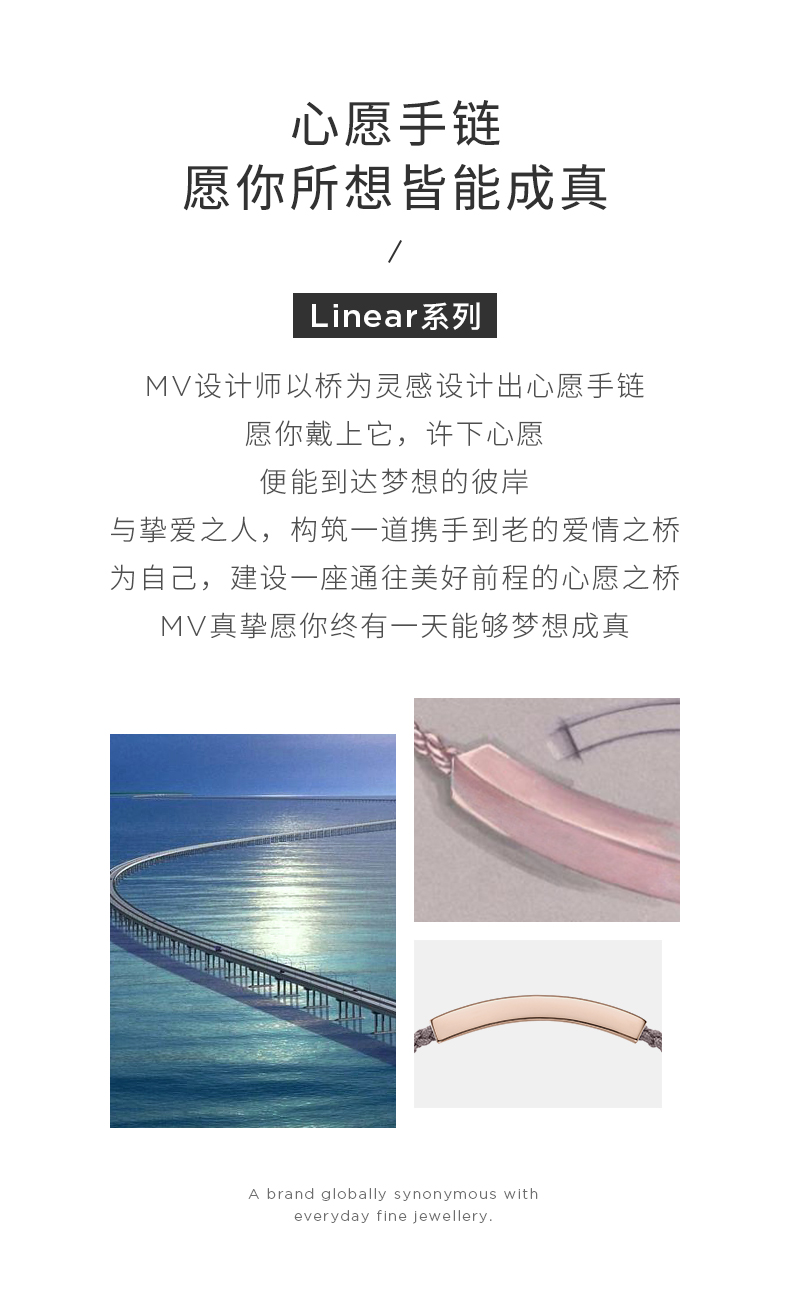 心愿手链
愿你所想皆能成真
/
Linear系列
MV设计师以桥为灵感设计出心愿手链
愿你戴上它，许下心愿
便能到达梦想的彼岸
与挚爱之人，构筑一道携手到老的爱情之桥
为自己，建设一座通往美好前程的心愿之桥
MV真挚愿你终有一天能够梦想成真
A brand globally synonymous with
everyday fine jewellery.